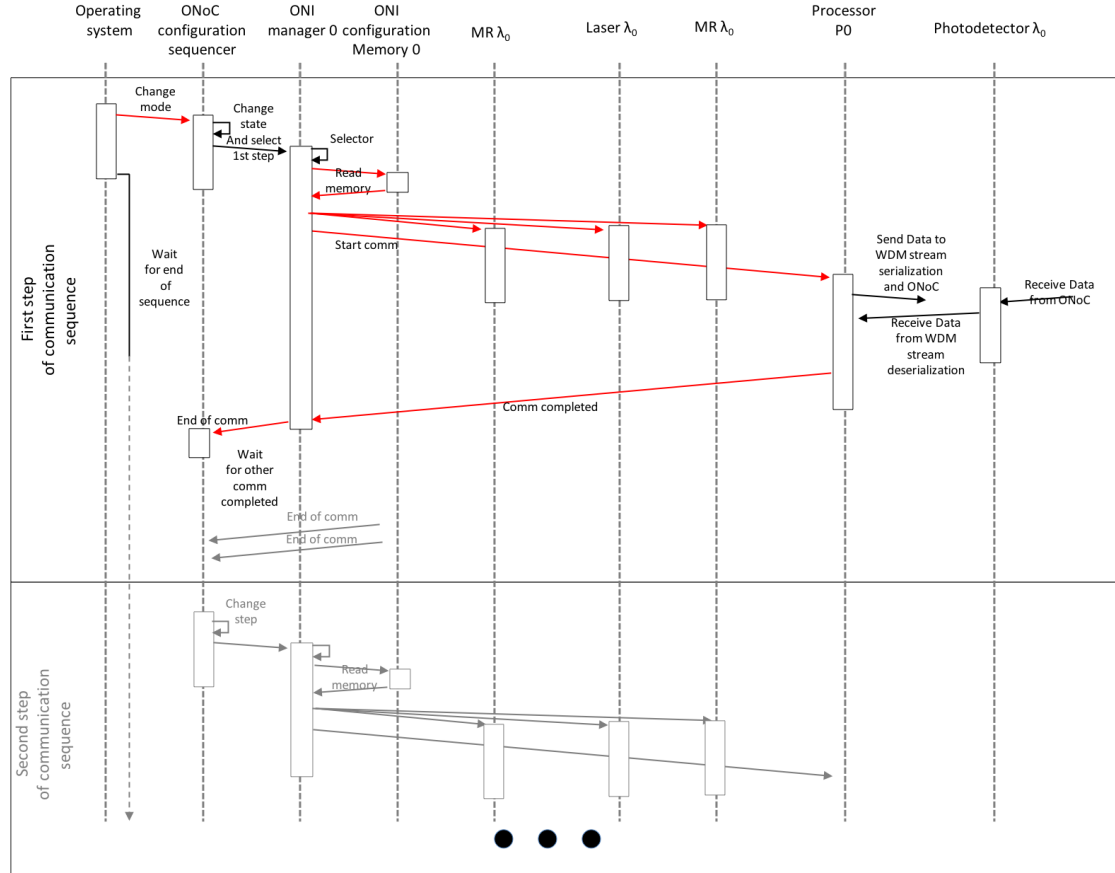 Operating
system
ONoC
configuration
sequencer
ONI
manager 0
ONI
configuration
Memory 0
MR λ₀
Laser λ₀
MR λ₀
Processor
P0
Photodetector λ₀
First step
of communication
sequence
Change
mode
Change
state
And select
1st step
Selector
Read
memory
Start comm
Wait
for end
of
sequence
Send Data to
WDM stream
serialization
and ONoC
Receive Data
from ONoC
Receive Data
from WDM
stream
deserialization
Comm completed
End of comm
Wait
for other
comm
completed
End of comm
End of comm
Second step
of communication
sequence
Change
step
Read
memory